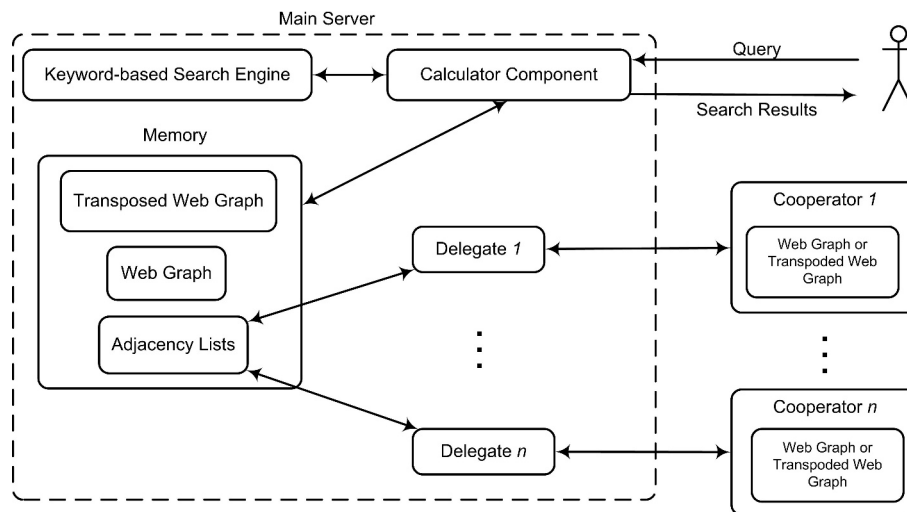 Main Server
Keyword-based Search Engine
Calculator Component
Query
Search Results
Memory
Transposed Web Graph
Web Graph
Adjacency Lists
Delegate 1
Delegate n
Cooperator 1
Web Graph or
Transpoded Web
Graph
Cooperator n
Web Graph or
Transpoded Web
Graph